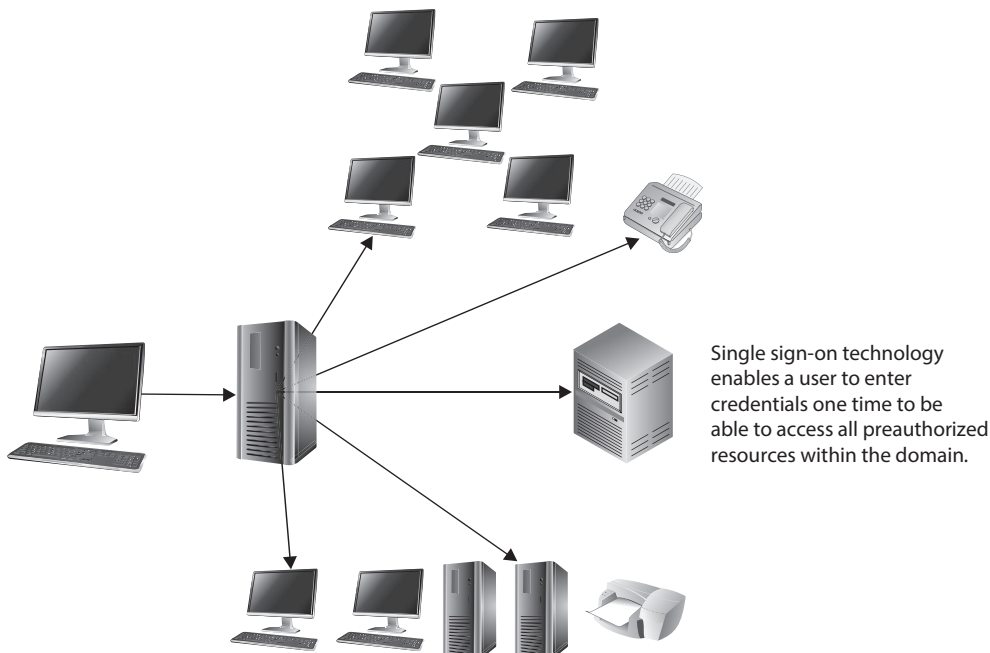 Single sign-on technology
enables a user to enter
credentials one time to be
able to access all preauthorized
resources within the domain.